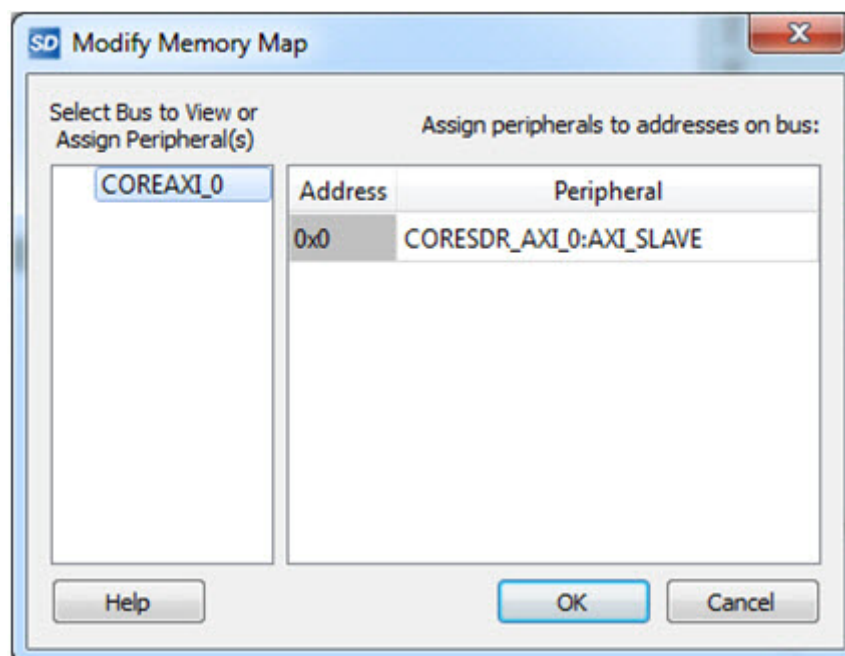 SD Modify Memory Map
Select Bus to View or
Assign Peripheral(s)
Assign peripherals to addresses on bus:
COREAXI_0
Address Peripheral
0x0 CORESDR_AXI_0:AXI_SLAVE
Help OK Cancel